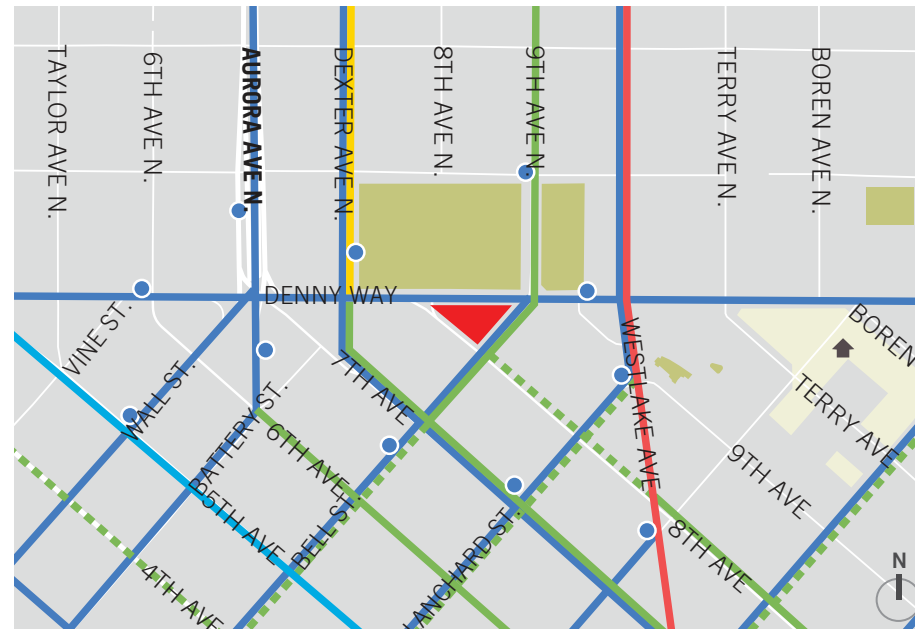 TAYLOR AVE N.
6TH AVE N.
AURORA AVE N.
DEXTER AVE N.
8TH AVE N.
9TH AVE N.
TERRY AVE N.
BOREN AVE N.
DENNY WAY
VINE ST.
WALL ST.
BATTERY ST.
7TH AVE
6TH AVE.
5TH AVE
4TH AVE
BELL ST.
LANCHARD ST.
WESTLAKE AVE
8TH AVE
9TH AVE
TERRY AVE
BOREN
N